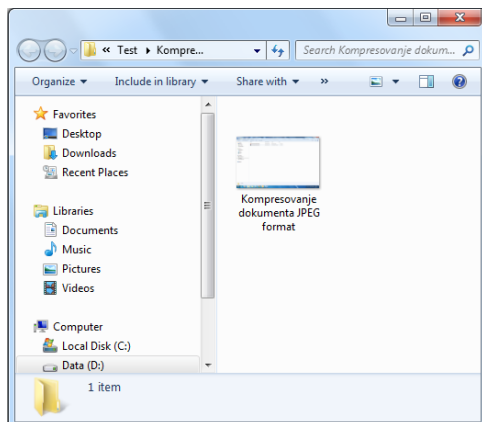 « Test ▸ Kompre...
Search Kompresovanje dokum...
Organize Include in library Share with »
Favorites
Desktop
Downloads
Recent Places
Libraries
Documents
Music
Pictures
Videos
Computer
Local Disk (C:)
Data (D:)
Kompresovanje
dokumenta JPEG
format
1 item